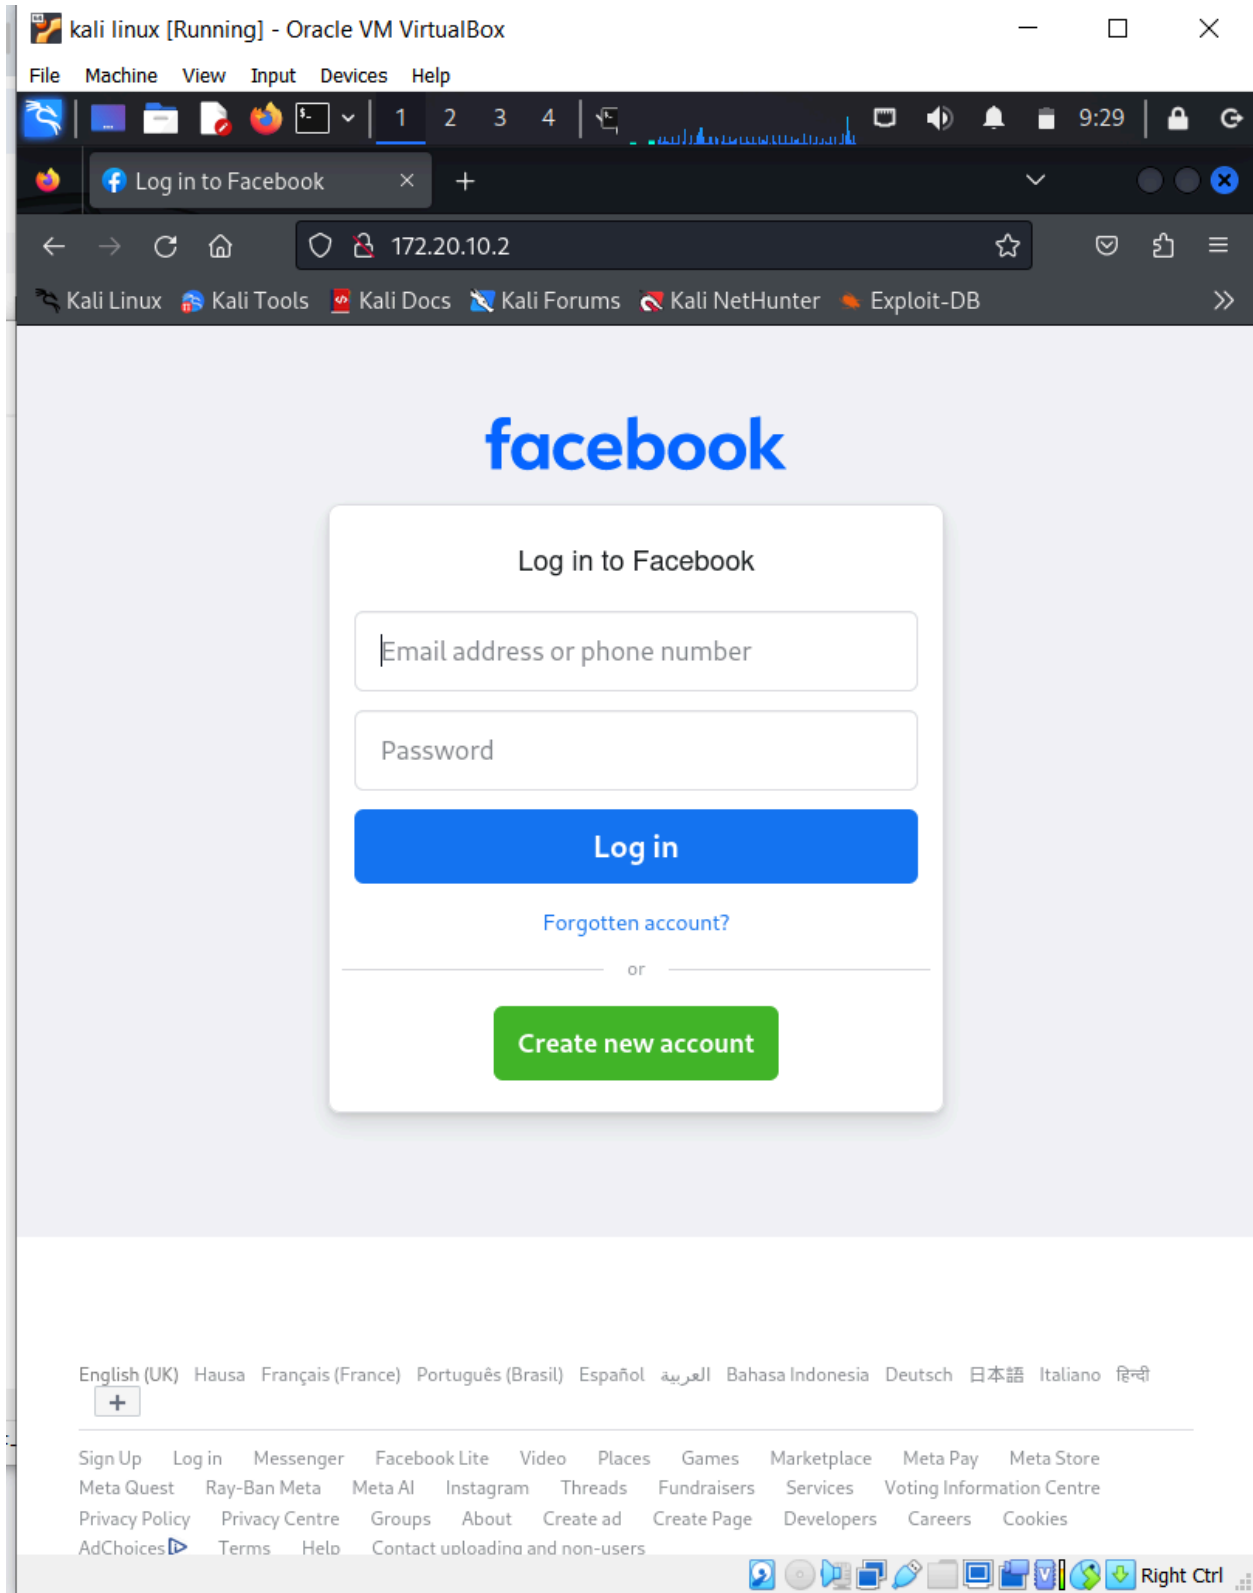 kali linux [Running] - Oracle VM VirtualBox
File Machine View Input Devices Help
1 2 3 4 9:29
Log in to Facebook
172.20.10.2
Kali Linux Kali Tools Kali Docs Kali Forums Kali NetHunter Exploit-DB
facebook
Log in to Facebook
Email address or phone number
Password
Log in
Forgotten account?
or
Create new account
English (UK) Hausa Français (France) Português (Brasil) Español العربية Bahasa Indonesia Deutsch 日本語 Italiano हिन्दी
Sign Up Log in Messenger Facebook Lite Video Places Games Marketplace Meta Pay Meta Store
Meta Quest Ray-Ban Meta Meta AI Instagram Threads Fundraisers Services Voting Information Centre
Privacy Policy Privacy Centre Groups About Create ad Create Page Developers Careers Cookies
AdChoices Terms Help Contact uploading and non-users
Right Ctrl